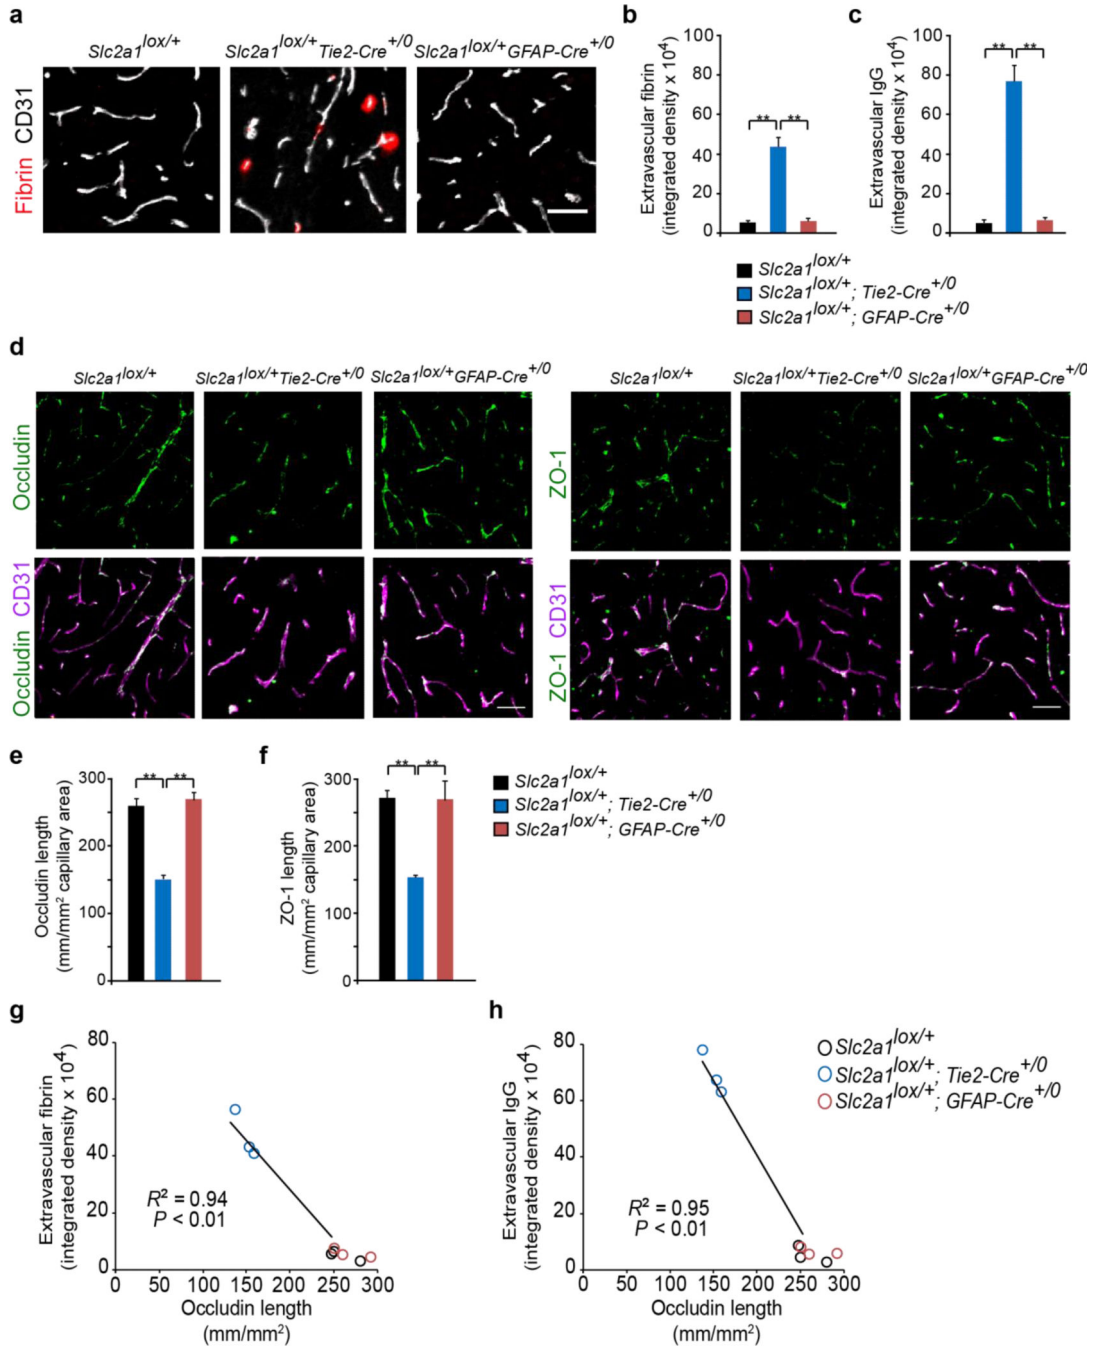 a
Slc2a1lox/+
Slc2a1lox/+Tie2-Cre+/0
Slc2a1lox/+GFAP-Cre+/0
Fibrin CD31
b
Extravascular fibrin
(integrated density x 10⁴)
100
80
60
40
20
0
** **
c
Extravascular IgG
(integrated density x 10⁴)
100
80
60
40
20
0
** **
Slc2a1lox/+
Slc2a1lox/+; Tie2-Cre+/0
Slc2a1lox/+; GFAP-Cre+/0
d
Slc2a1lox/+
Slc2a1lox/+Tie2-Cre+/0
Slc2a1lox/+GFAP-Cre+/0
Slc2a1lox/+
Slc2a1lox/+Tie2-Cre+/0
Slc2a1lox/+GFAP-Cre+/0
Occludin
Occludin CD31
ZO-1
ZO-1 CD31
e
Occludin length
(mm/mm² capillary area)
300
200
100
0
** **
f
ZO-1 length
(mm/mm² capillary area)
300
200
100
0
** **
Slc2a1lox/+
Slc2a1lox/+; Tie2-Cre+/0
Slc2a1lox/+; GFAP-Cre+/0
g
Extravascular fibrin
(integrated density x 10⁴)
80
60
40
20
0
R² = 0.94
P < 0.01
0 50 100 150 200 250 300
Occludin length
(mm/mm²)
h
Extravascular IgG
(integrated density x 10⁴)
80
60
40
20
0
R² = 0.95
P < 0.01
0 50 100 150 200 250 300
Occludin length
(mm/mm²)
Slc2a1lox/+
Slc2a1lox/+; Tie2-Cre+/0
Slc2a1lox/+; GFAP-Cre+/0